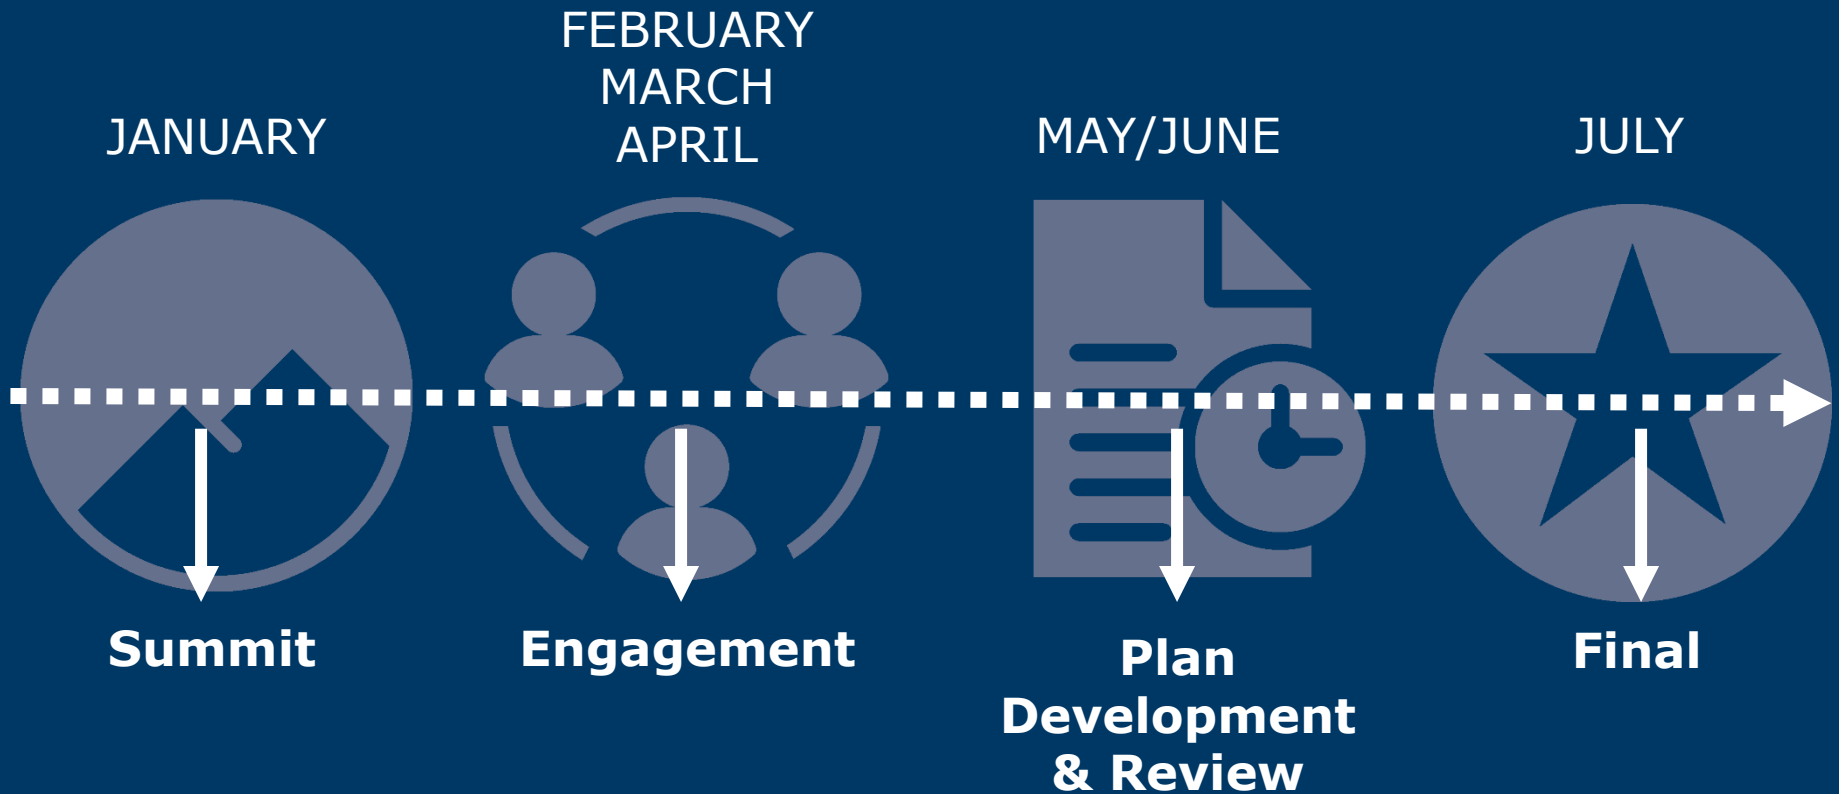 JANUARY
FEBRUARY
MARCH
APRIL
MAY/JUNE
JULY
Summit
Engagement
Plan
Development
& Review
Final